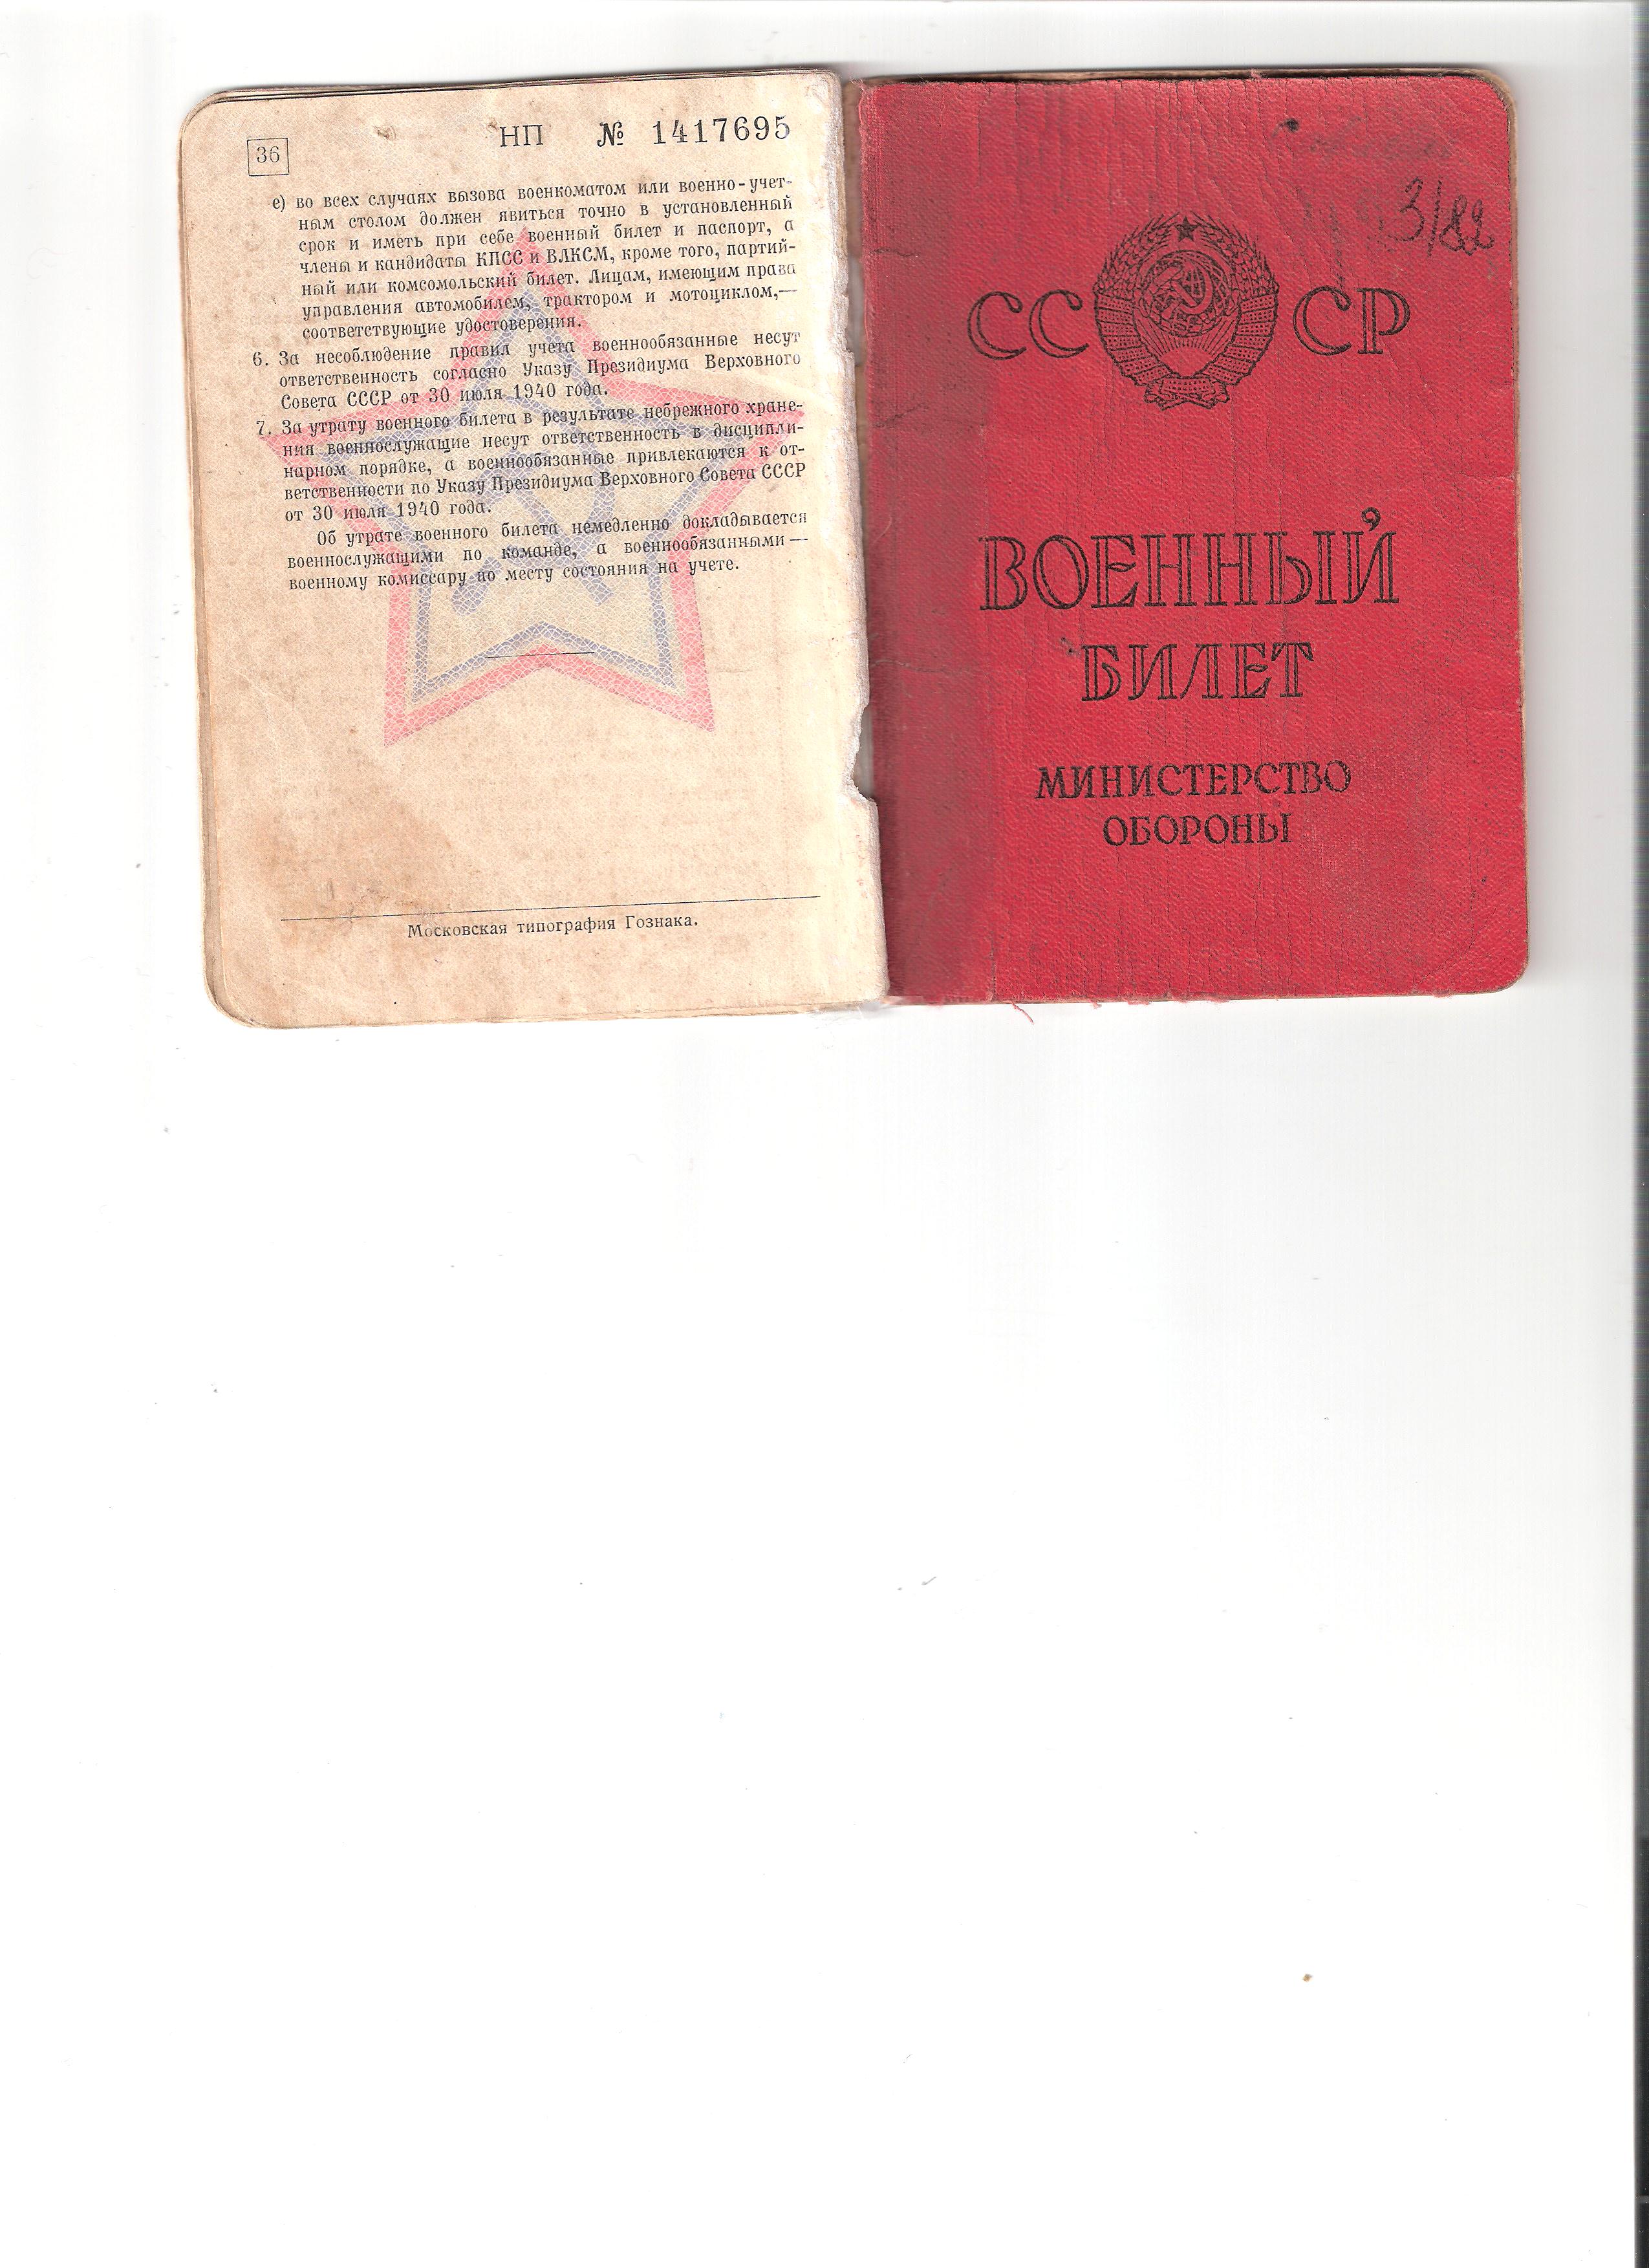 36
НП № 1417695
е) во всех случаях вызова военкоматом или военно-учет-
ным столом должен явиться точно в установленный
срок и иметь при себе военный билет и паспорт, а
члены и кандидаты КПСС и ВЛКСМ, кроме того, партий-
ный или комсомольский билет. Лицам, имеющим права
управления автомобилем, трактором и мотоциклом,—
соответствующие удостоверения.
6. За несоблюдение правил учета военнообязанные несут
ответственность согласно Указу Президиума Верховного
Совета СССР от 30 июля 1940 года.
7. За утрату военного билета в результате небрежного хране-
ния военнослужащие несут ответственность в дисципли-
нарном порядке, а военнообязанные привлекаются к от-
ветственности по Указу Президиума Верховного Совета СССР
от 30 июля 1940 года.
Об утрате военного билета немедленно докладывается
военнослужащими по команде, а военнообязанными —
военному комиссару по месту состояния на учете.
Московская типография Гознака.
3/82
СССР
ВОЕННЫЙ
БИЛЕТ
МИНИСТЕРСТВО
ОБОРОНЫ